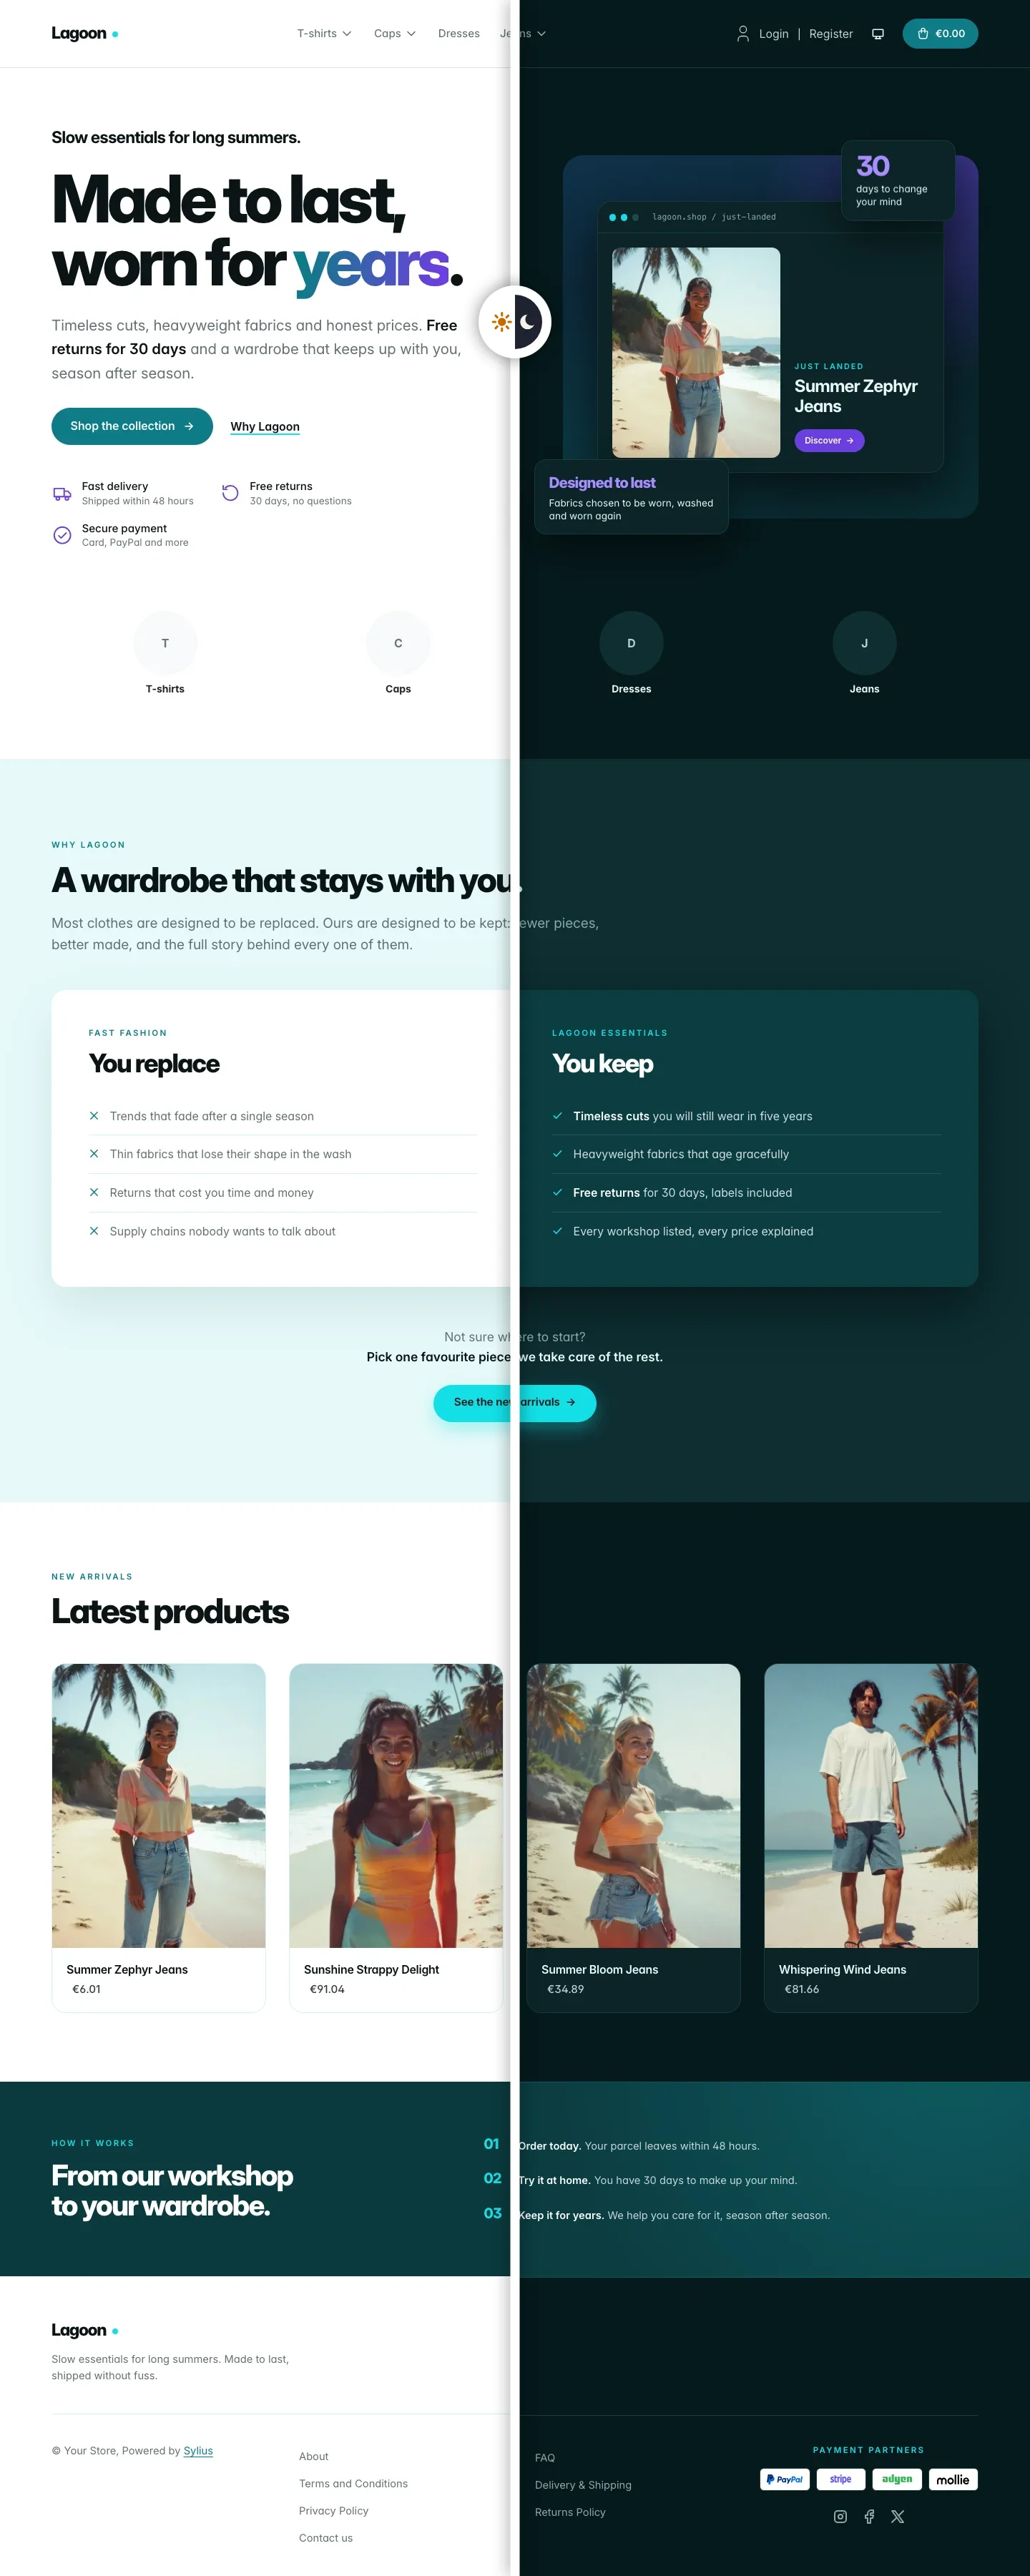 Lagoon
T-shirts
Caps
Dresses
Jeans
Login | Register
€0.00
Slow essentials for long summers.
Made to last,
worn for years.
Timeless cuts, heavyweight fabrics and honest prices. Free
returns for 30 days and a wardrobe that keeps up with you,
season after season.
Shop the collection →
Why Lagoon
Fast delivery
Shipped within 48 hours
Free returns
30 days, no questions
Secure payment
Card, PayPal and more
30
days to change
your mind
lagoon.shop / just-landed
JUST LANDED
Summer Zephyr
Jeans
Discover →
Designed to last
Fabrics chosen to be worn, washed
and worn again
T
T-shirts
C
Caps
D
Dresses
J
Jeans
WHY LAGOON
A wardrobe that stays with you.
Most clothes are designed to be replaced. Ours are designed to be kept: fewer pieces,
better made, and the full story behind every one of them.
FAST FASHION
You replace
Trends that fade after a single season
Thin fabrics that lose their shape in the wash
Returns that cost you time and money
Supply chains nobody wants to talk about
LAGOON ESSENTIALS
You keep
Timeless cuts you will still wear in five years
Heavyweight fabrics that age gracefully
Free returns for 30 days, labels included
Every workshop listed, every price explained
Not sure where to start?
Pick one favourite piece, we take care of the rest.
See the new arrivals →
NEW ARRIVALS
Latest products
Summer Zephyr Jeans
€6.01
Sunshine Strappy Delight
€91.04
Summer Bloom Jeans
€34.89
Whispering Wind Jeans
€81.66
HOW IT WORKS
From our workshop
to your wardrobe.
01 Order today. Your parcel leaves within 48 hours.
02 Try it at home. You have 30 days to make up your mind.
03 Keep it for years. We help you care for it, season after season.
Lagoon
Slow essentials for long summers. Made to last,
shipped without fuss.
© Your Store, Powered by Sylius
About
Terms and Conditions
Privacy Policy
Contact us
FAQ
Delivery & Shipping
Returns Policy
PAYMENT PARTNERS
PayPal
stripe
adyen
mollie